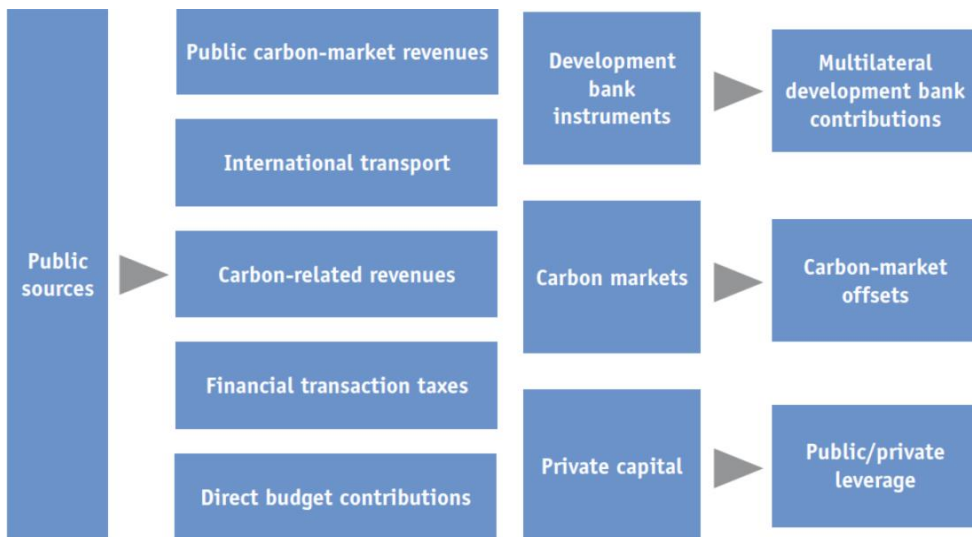 Public
sources
Public carbon-market revenues
International transport
Carbon-related revenues
Financial transaction taxes
Direct budget contributions
Development
bank
instruments
Multilateral
development bank
contributions
Carbon markets
Carbon-market
offsets
Private capital
Public/private
leverage